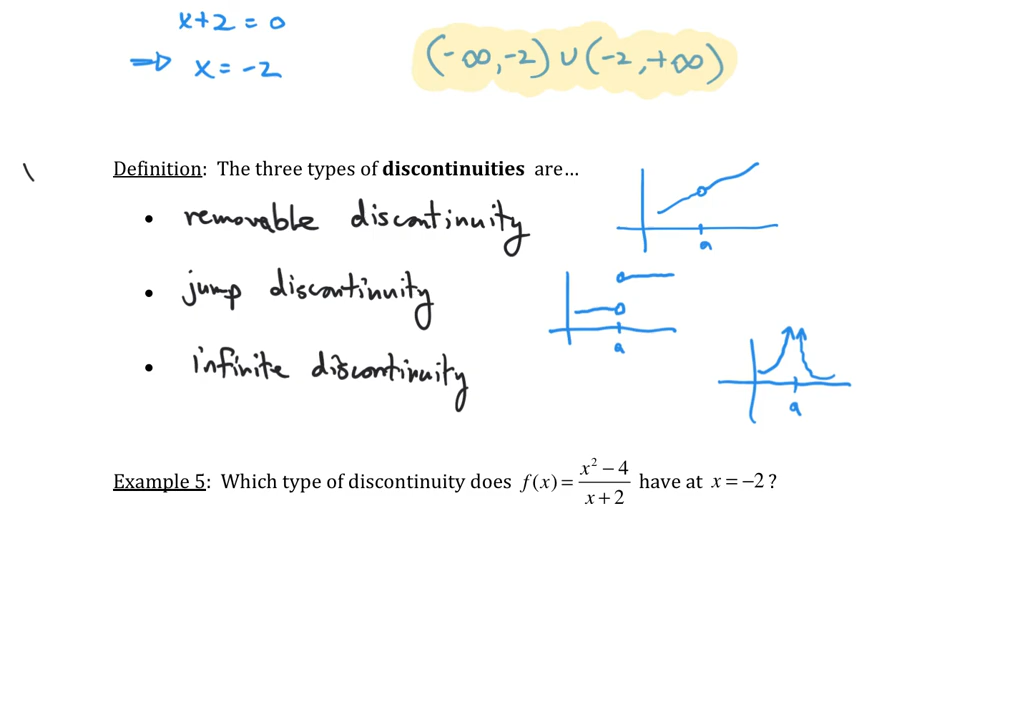 x+2 = 0
⇒ x = -2
(-∞,-2) ∪ (-2,+∞)
Definition: The three types of discontinuities are…
• removable discontinuity
a
• jump discontinuity
a
• infinite discontinuity
a
Example 5: Which type of discontinuity does f(x) = (x² − 4)/(x + 2) have at x = −2 ?